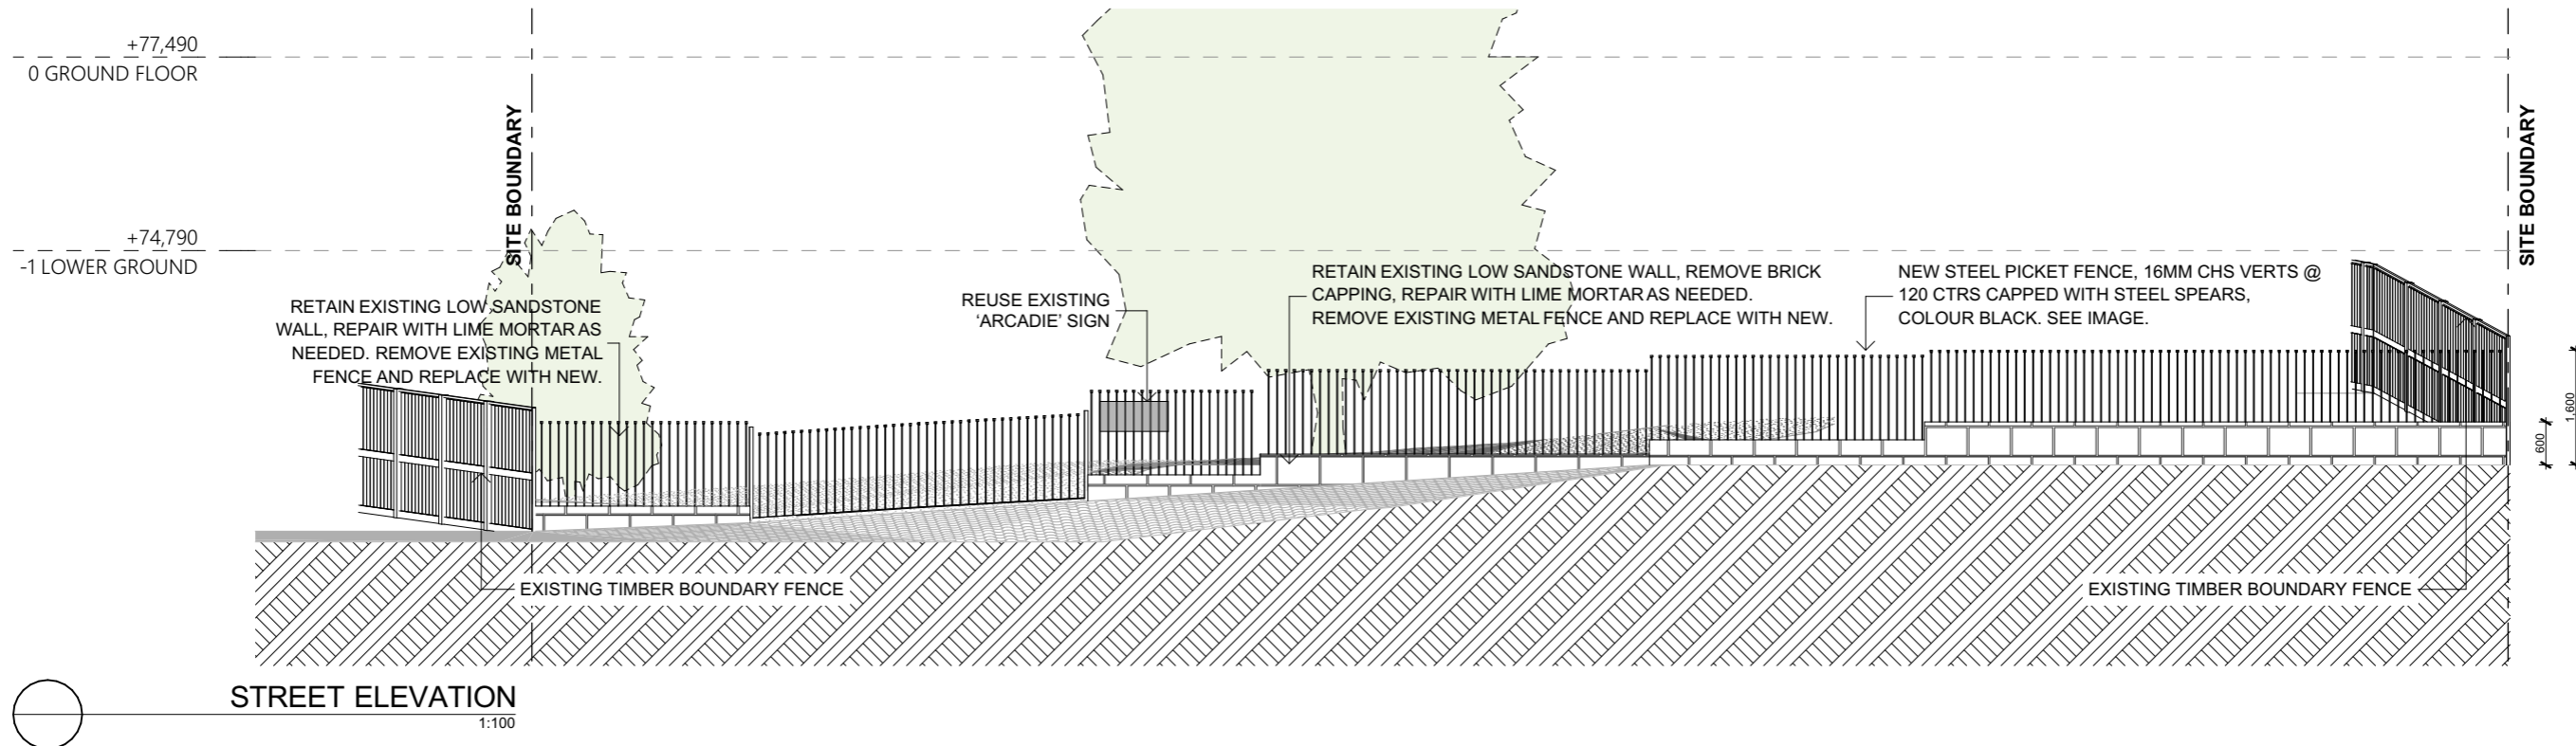 +77,490
0 GROUND FLOOR
SITE BOUNDARY
SITE BOUNDARY
+74,790
-1 LOWER GROUND
RETAIN EXISTING LOW SANDSTONE
WALL, REPAIR WITH LIME MORTAR AS
NEEDED. REMOVE EXISTING METAL
FENCE AND REPLACE WITH NEW.
REUSE EXISTING
‘ARCADIE’ SIGN
RETAIN EXISTING LOW SANDSTONE WALL, REMOVE BRICK
CAPPING, REPAIR WITH LIME MORTAR AS NEEDED.
REMOVE EXISTING METAL FENCE AND REPLACE WITH NEW.
NEW STEEL PICKET FENCE, 16MM CHS VERTS @
120 CTRS CAPPED WITH STEEL SPEARS,
COLOUR BLACK. SEE IMAGE.
1,600
600
EXISTING TIMBER BOUNDARY FENCE
EXISTING TIMBER BOUNDARY FENCE
STREET ELEVATION
1:100